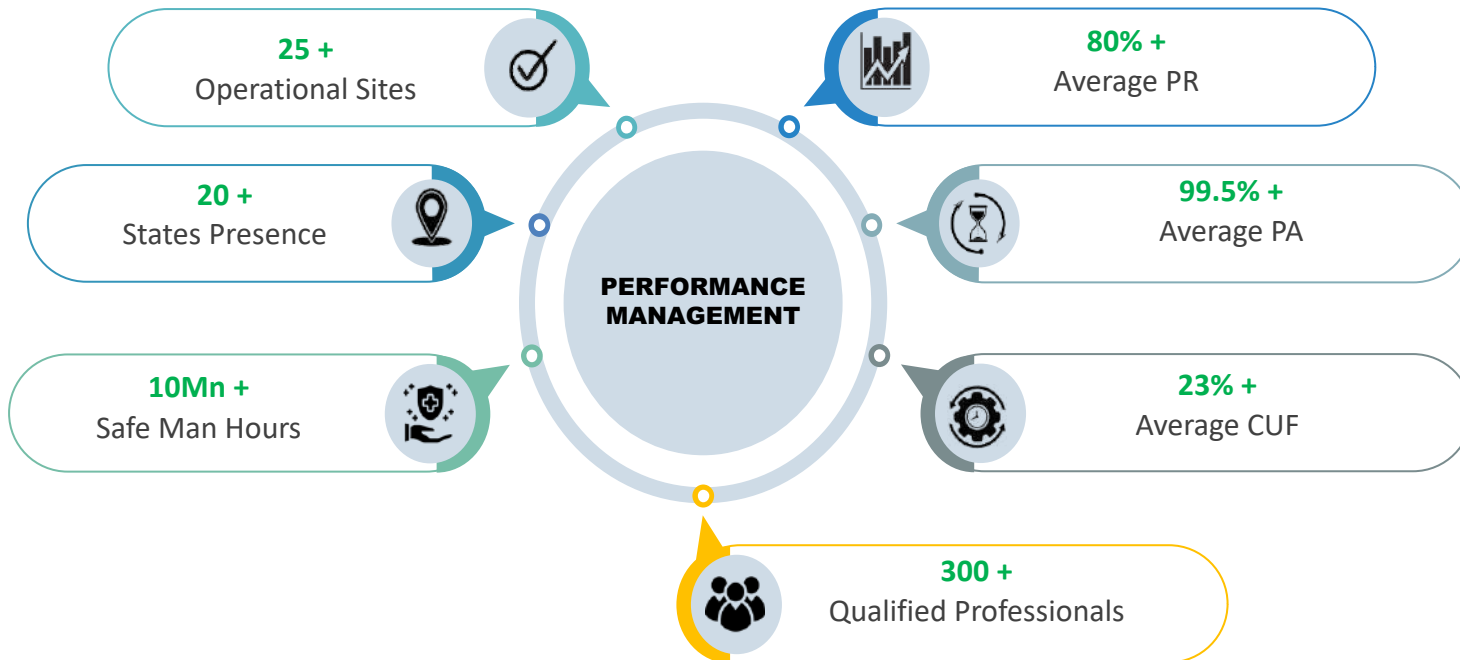 25 +
Operational Sites
80% +
Average PR
20 +
States Presence
99.5% +
Average PA
PERFORMANCE
MANAGEMENT
10Mn +
Safe Man Hours
23% +
Average CUF
300 +
Qualified Professionals